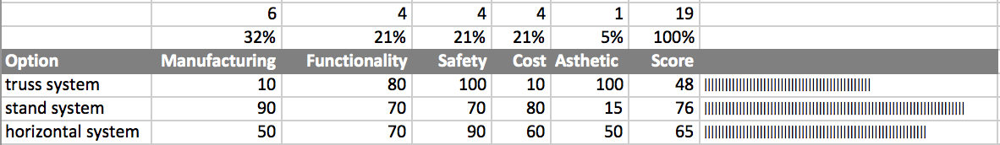 6 4 4 4 1 19
32% 21% 21% 21% 5% 100%
Option Manufacturing Functionality Safety Cost Asthetic Score
truss system 10 80 100 10 100 48
stand system 90 70 70 80 15 76
horizontal system 50 70 90 60 50 65